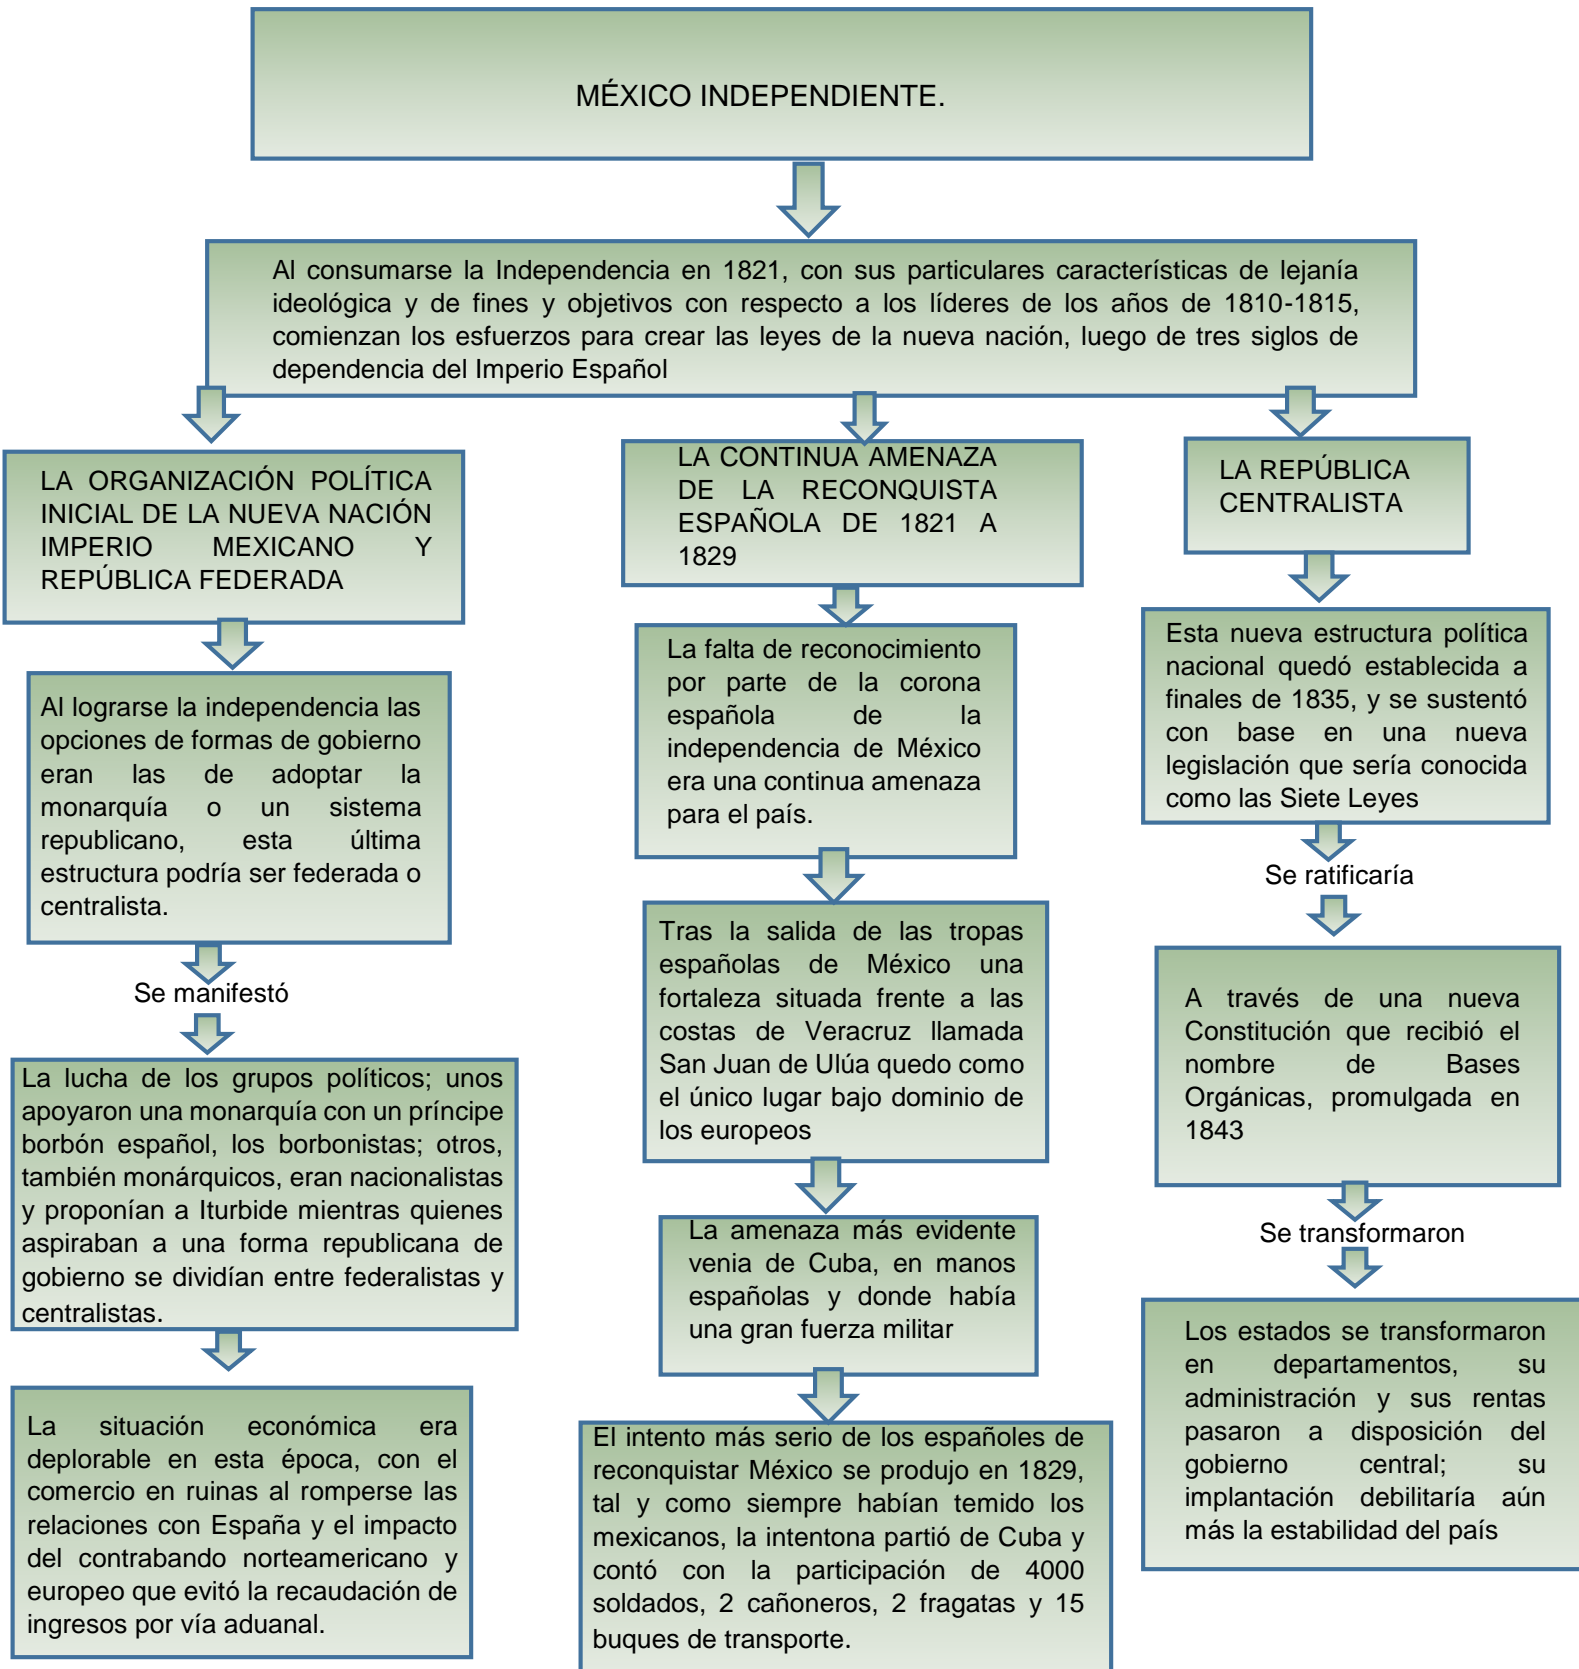 MÉXICO INDEPENDIENTE.
Al consumarse la Independencia en 1821, con sus particulares características de lejanía
ideológica y de fines y objetivos con respecto a los líderes de los años de 1810-1815,
comienzan los esfuerzos para crear las leyes de la nueva nación, luego de tres siglos de
dependencia del Imperio Español
LA ORGANIZACIÓN POLÍTICA
INICIAL DE LA NUEVA NACIÓN
IMPERIO MEXICANO Y
REPÚBLICA FEDERADA
Al lograrse la independencia las
opciones de formas de gobierno
eran las de adoptar la
monarquía o un sistema
republicano, esta última
estructura podría ser federada o
centralista.
Se manifestó
La lucha de los grupos políticos; unos
apoyaron una monarquía con un príncipe
borbón español, los borbonistas; otros,
también monárquicos, eran nacionalistas
y proponían a Iturbide mientras quienes
aspiraban a una forma republicana de
gobierno se dividían entre federalistas y
centralistas.
La situación económica era
deplorable en esta época, con el
comercio en ruinas al romperse las
relaciones con España y el impacto
del contrabando norteamericano y
europeo que evitó la recaudación de
ingresos por vía aduanal.
LA CONTINUA AMENAZA
DE LA RECONQUISTA
ESPAÑOLA DE 1821 A
1829
La falta de reconocimiento
por parte de la corona
española de la
independencia de México
era una continua amenaza
para el país.
Tras la salida de las tropas
españolas de México una
fortaleza situada frente a las
costas de Veracruz llamada
San Juan de Ulúa quedo como
el único lugar bajo dominio de
los europeos
La amenaza más evidente
venia de Cuba, en manos
españolas y donde había
una gran fuerza militar
El intento más serio de los españoles de
reconquistar México se produjo en 1829,
tal y como siempre habían temido los
mexicanos, la intentona partió de Cuba y
contó con la participación de 4000
soldados, 2 cañoneros, 2 fragatas y 15
buques de transporte.
LA REPÚBLICA
CENTRALISTA
Esta nueva estructura política
nacional quedó establecida a
finales de 1835, y se sustentó
con base en una nueva
legislación que sería conocida
como las Siete Leyes
Se ratificaría
A través de una nueva
Constitución que recibió el
nombre de Bases
Orgánicas, promulgada en
1843
Se transformaron
Los estados se transformaron
en departamentos, su
administración y sus rentas
pasaron a disposición del
gobierno central; su
implantación debilitaría aún
más la estabilidad del país